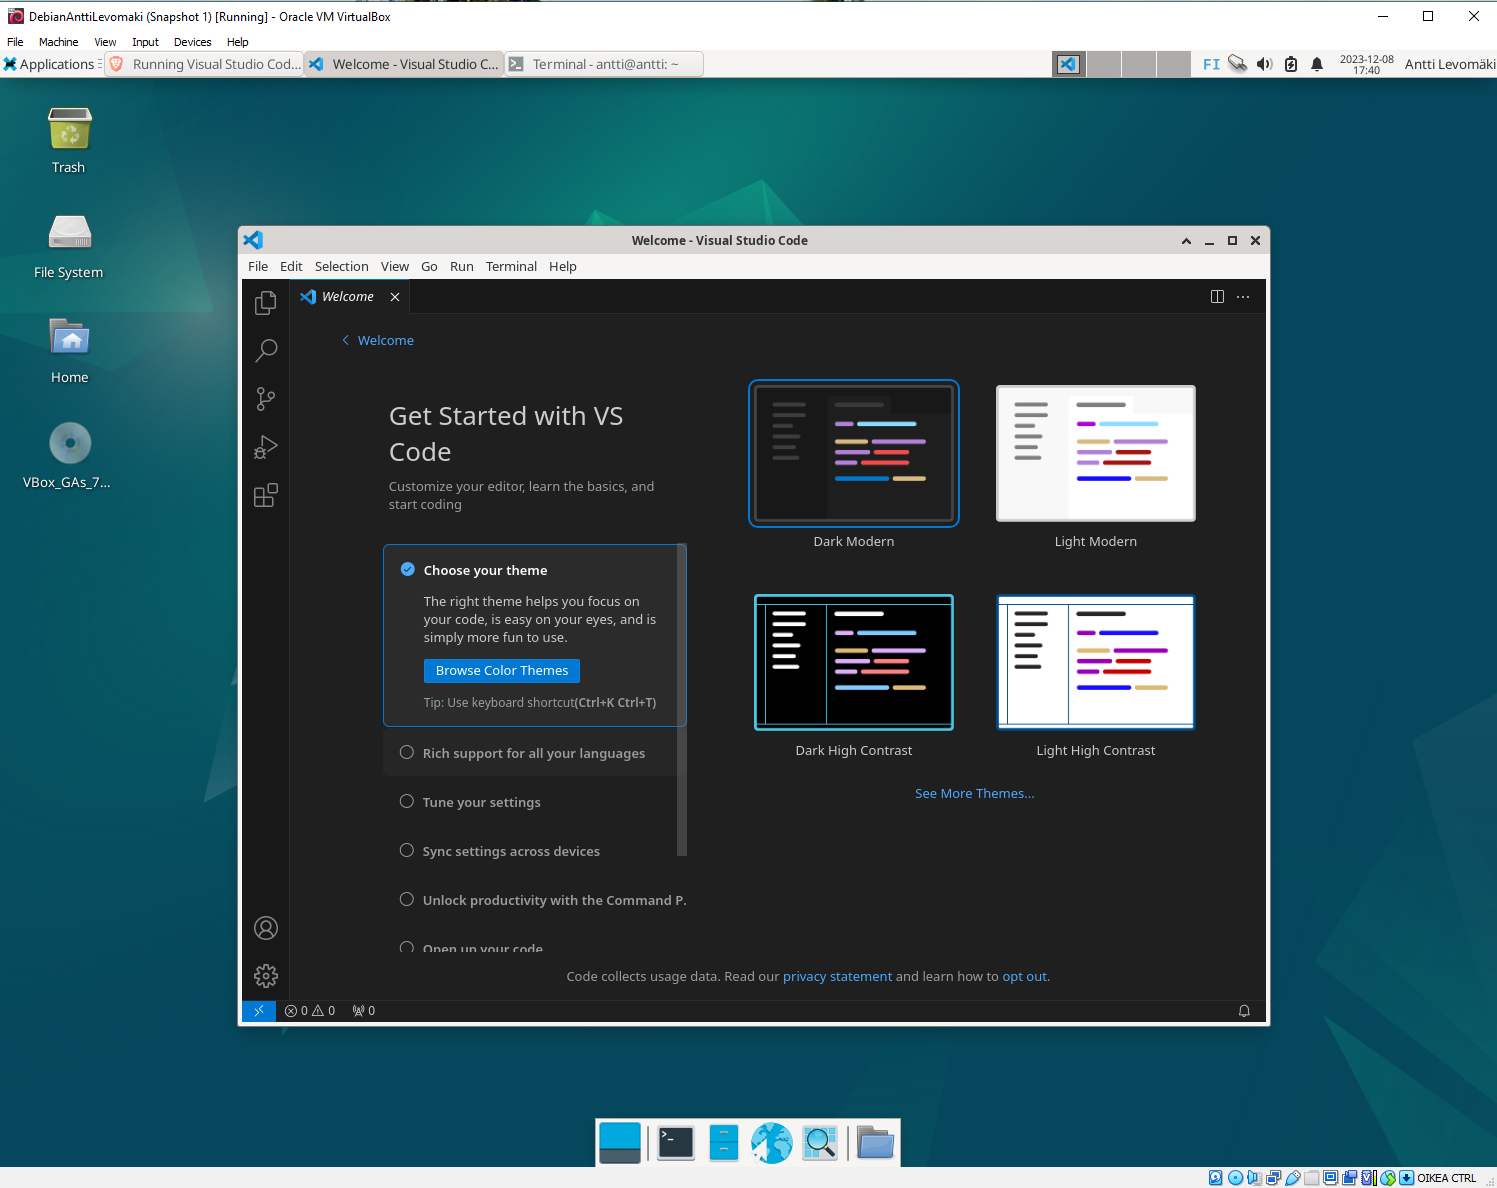 DebianAnttiLevomaki (Snapshot 1) [Running] - Oracle VM VirtualBox
File Machine View Input Devices Help
Applications Running Visual Studio Cod... Welcome - Visual Studio C... Terminal - antti@antti: ~ FI 2023-12-08 17:40 Antti Levomäki
Trash
File System
Home
VBox_GAs_7...
Welcome - Visual Studio Code
File Edit Selection View Go Run Terminal Help
Welcome
Welcome
Get Started with VS
Code
Customize your editor, learn the basics, and
start coding
Choose your theme
The right theme helps you focus on
your code, is easy on your eyes, and is
simply more fun to use.
Browse Color Themes
Tip: Use keyboard shortcut(Ctrl+K Ctrl+T)
Rich support for all your languages
Tune your settings
Sync settings across devices
Unlock productivity with the Command P.
Open up your code
Dark Modern
Light Modern
Dark High Contrast
Light High Contrast
See More Themes...
Code collects usage data. Read our privacy statement and learn how to opt out.
0 0 0
OIKEA CTRL